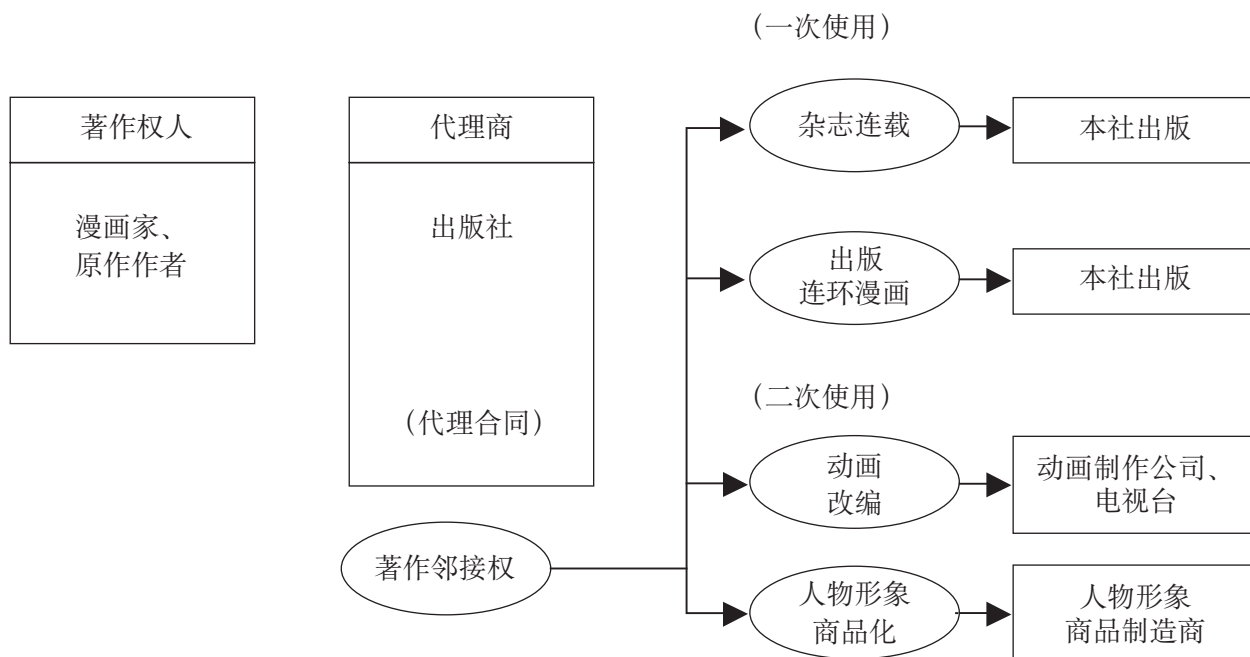 （一次使用）
著作权人
漫画家、
原作作者
代理商
出版社
（代理合同）
著作邻接权
杂志连载
本社出版
出版
连环漫画
本社出版
（二次使用）
动画
改编
动画制作公司、
电视台
人物形象
商品化
人物形象
商品制造商